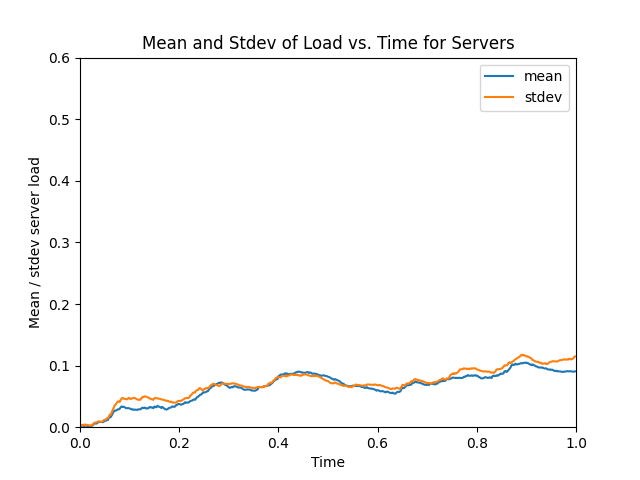 Mean and Stdev of Load vs. Time for Servers
mean
stdev
Mean / stdev server load
0.6
0.5
0.4
0.3
0.2
0.1
0.0
0.0 0.2 0.4 0.6 0.8 1.0
Time